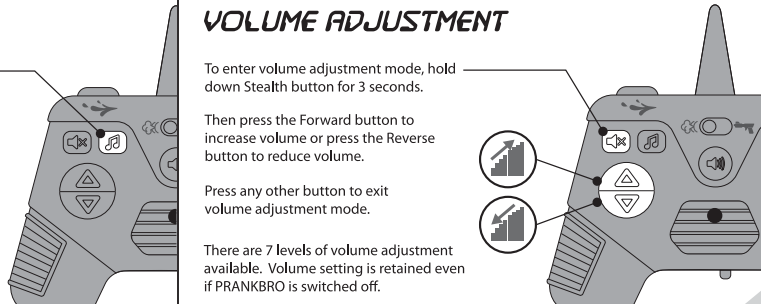 VOLUME ADJUSTMENT
To enter volume adjustment mode, hold
down Stealth button for 3 seconds.
Then press the Forward button to
increase volume or press the Reverse
button to reduce volume.
Press any other button to exit
volume adjustment mode.
There are 7 levels of volume adjustment
available. Volume setting is retained even
if PRANKBRO is switched off.